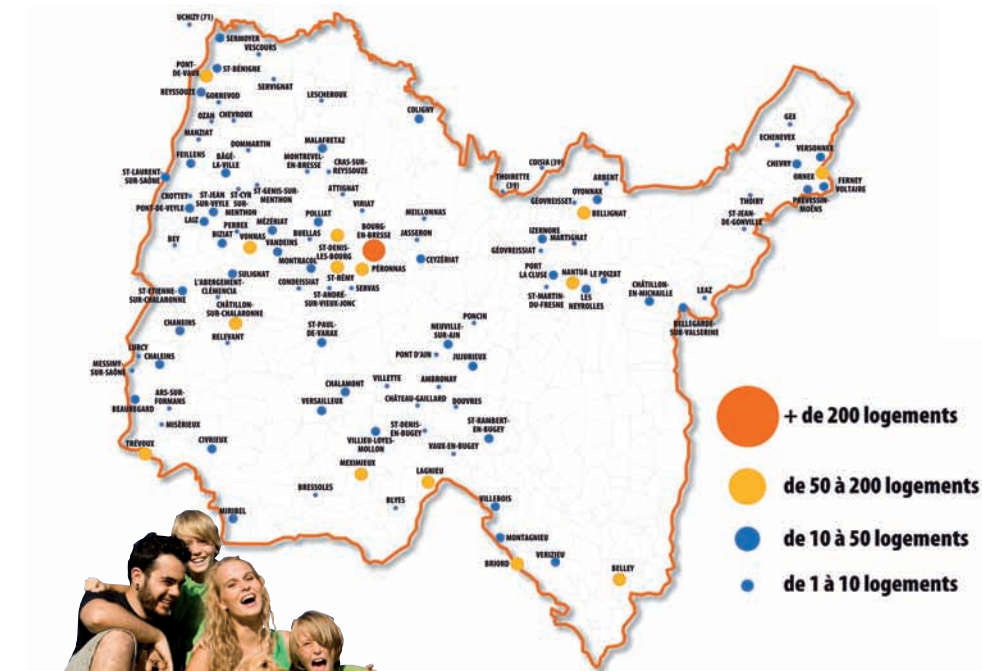 UCHIZY (71)
SERMOYER
VESCOURS
PONT-
DE-VAUX
ST-BÉNIGNE
SERVIGNAT
REYSSOUZE
GORREVOD
LESCHEROUX
COLIGNY
OZAN
CHEVROUX
MANZIAT
DOMMARTIN
MALAFRETAZ
FEILLENS
BÂGÉ-
LA-VILLE
MONTREVEL-
EN-BRESSE
CRAS-SUR-
REYSSOUZE
ST-LAURENT-
SUR-SAÔNE
CROTTET
ST-JEAN
SUR-VEYLE
ST-CYR
SUR-
MENTHON
ST-GENIS-SUR-
MENTHON
ATTIGNAT
PONT-DE-VEYLE
VIRIAT
LAIZ
PERREX
MÉZÉRIAT
POLLIAT
MEILLONNAS
BEY
BIZIAT
VONNAS
VANDEINS
BUELLAS
BOURG-
EN-BRESSE
JASSERON
ST-DENIS-
LES-BOURG
MONTRACOL
PÉRONNAS
CEYZÉRIAT
SULIGNAT
ST-RÉMY
CONDEISSIAT
SERVAS
ST-ANDRÉ-
SUR-VIEUX-JONC
L'ABERGEMENT-
CLÉMENCIA
ST-ETIENNE-
SUR-CHALARONNE
CHÂTILLON-
SUR-CHALARONNE
CHANEINS
RELEVANT
ST-PAUL-
DE-VARAX
PONCIN
NEUVILLE-
SUR-AIN
LURCY
CHALEINS
MESSIMY-
SUR-SAÔNE
PONT D'AIN
JUJURIEUX
CHALAMONT
VILLETTE
AMBRONAY
ARS-SUR-
FORMANS
BEAUREGARD
VERSAILLEUX
CHÂTEAU-GAILLARD
DOUVRES
MISÉRIEUX
ST-DENIS-
EN-BUGEY
ST-RAMBERT-
EN-BUGEY
TRÉVOUX
CIVRIEUX
VILLIEU-LOYES-
MOLLON
VAUX-EN-BUGEY
MEXIMIEUX
LAGNIEU
BRESSOLES
BLYES
VILLEBOIS
MIRIBEL
MONTAGNIEU
BRIORD
VERIZIEU
BELLEY
COISIA (39)
THOIRETTE
(39)
ARBENT
OYONNAX
GÉOVREISSET
BELLIGNAT
IZERNORE
MARTIGNAT
GÉOVREISSIAT
PORT
LA CLUSE
NANTUA
LE POIZAT
ST-MARTIN-
DU-FRESNE
LES
NEYROLLES
CHÂTILLON-
EN-MICHAILLE
LEAZ
BELLEGARDE-
SUR-VALSERINE
GEX
ECHENEVEX
VERSONNEX
CHEVRY
ORNEX
FERNEY
VOLTAIRE
PRÉVESSIN-
MOËNS
THOIRY
ST-JEAN-
DE-GONVILLE
+ de 200 logements
de 50 à 200 logements
de 10 à 50 logements
de 1 à 10 logements